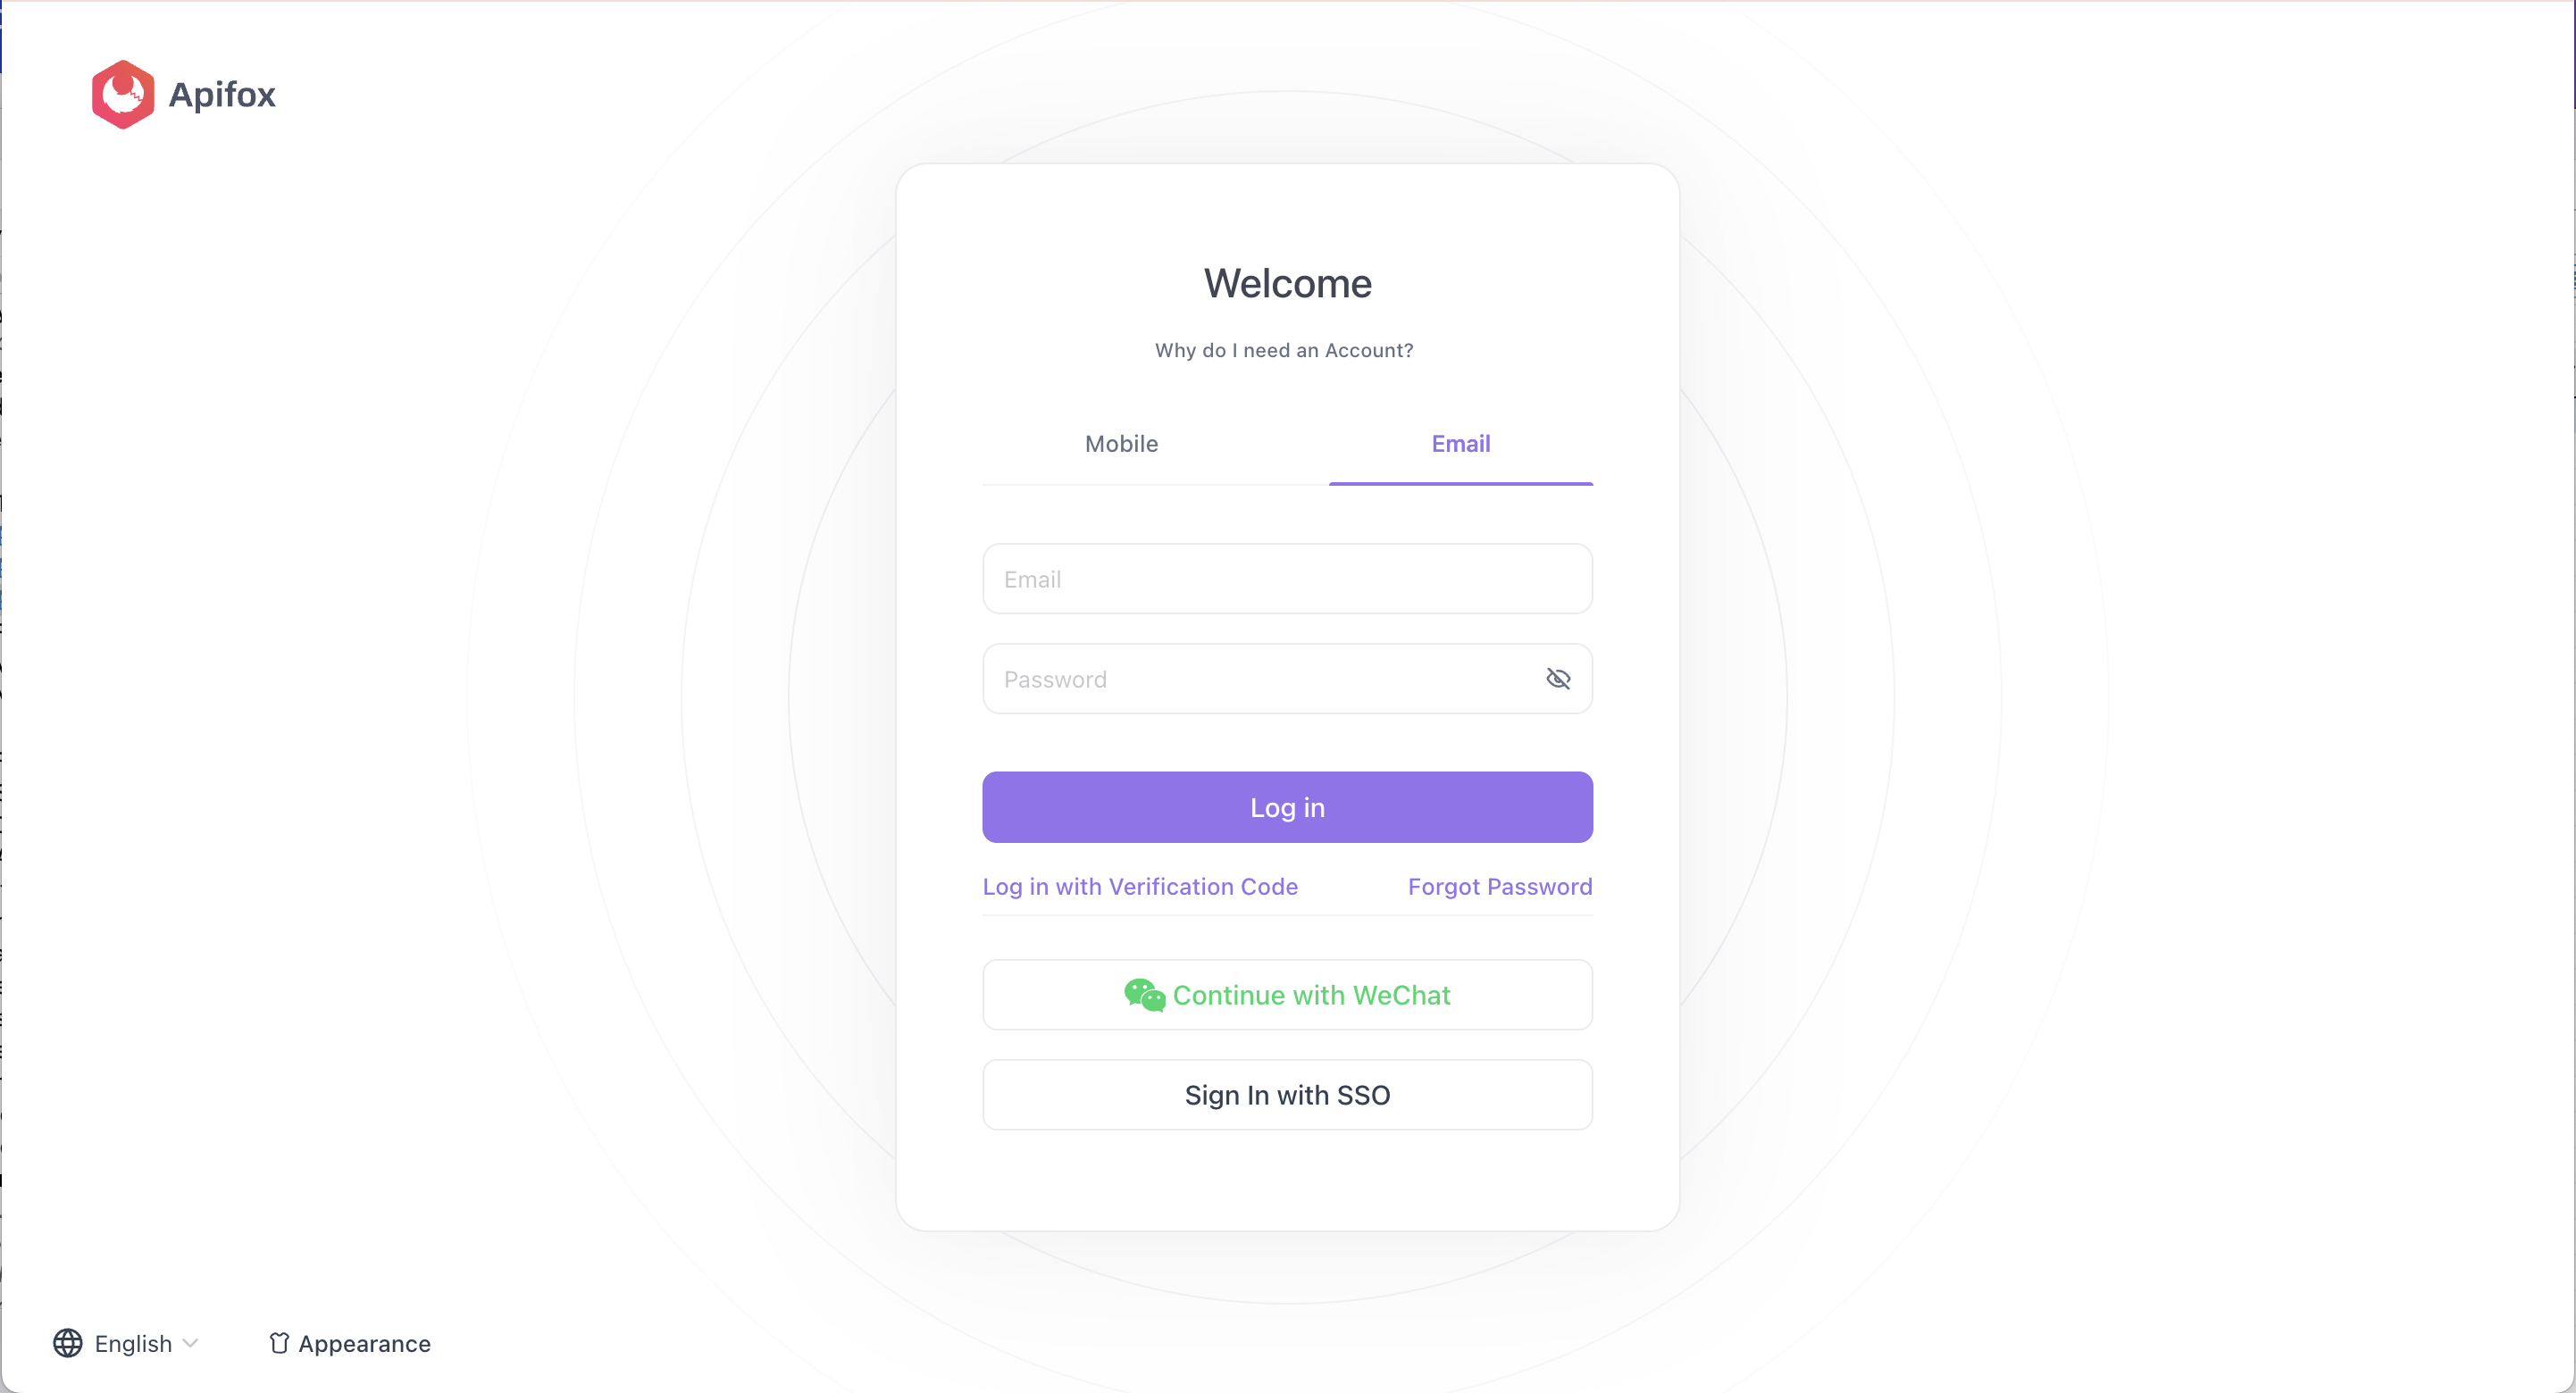 Apifox
Welcome
Why do I need an Account?
Mobile
Email
Email
Password
Log in
Log in with Verification Code
Forgot Password
Continue with WeChat
Sign In with SSO
English
Appearance